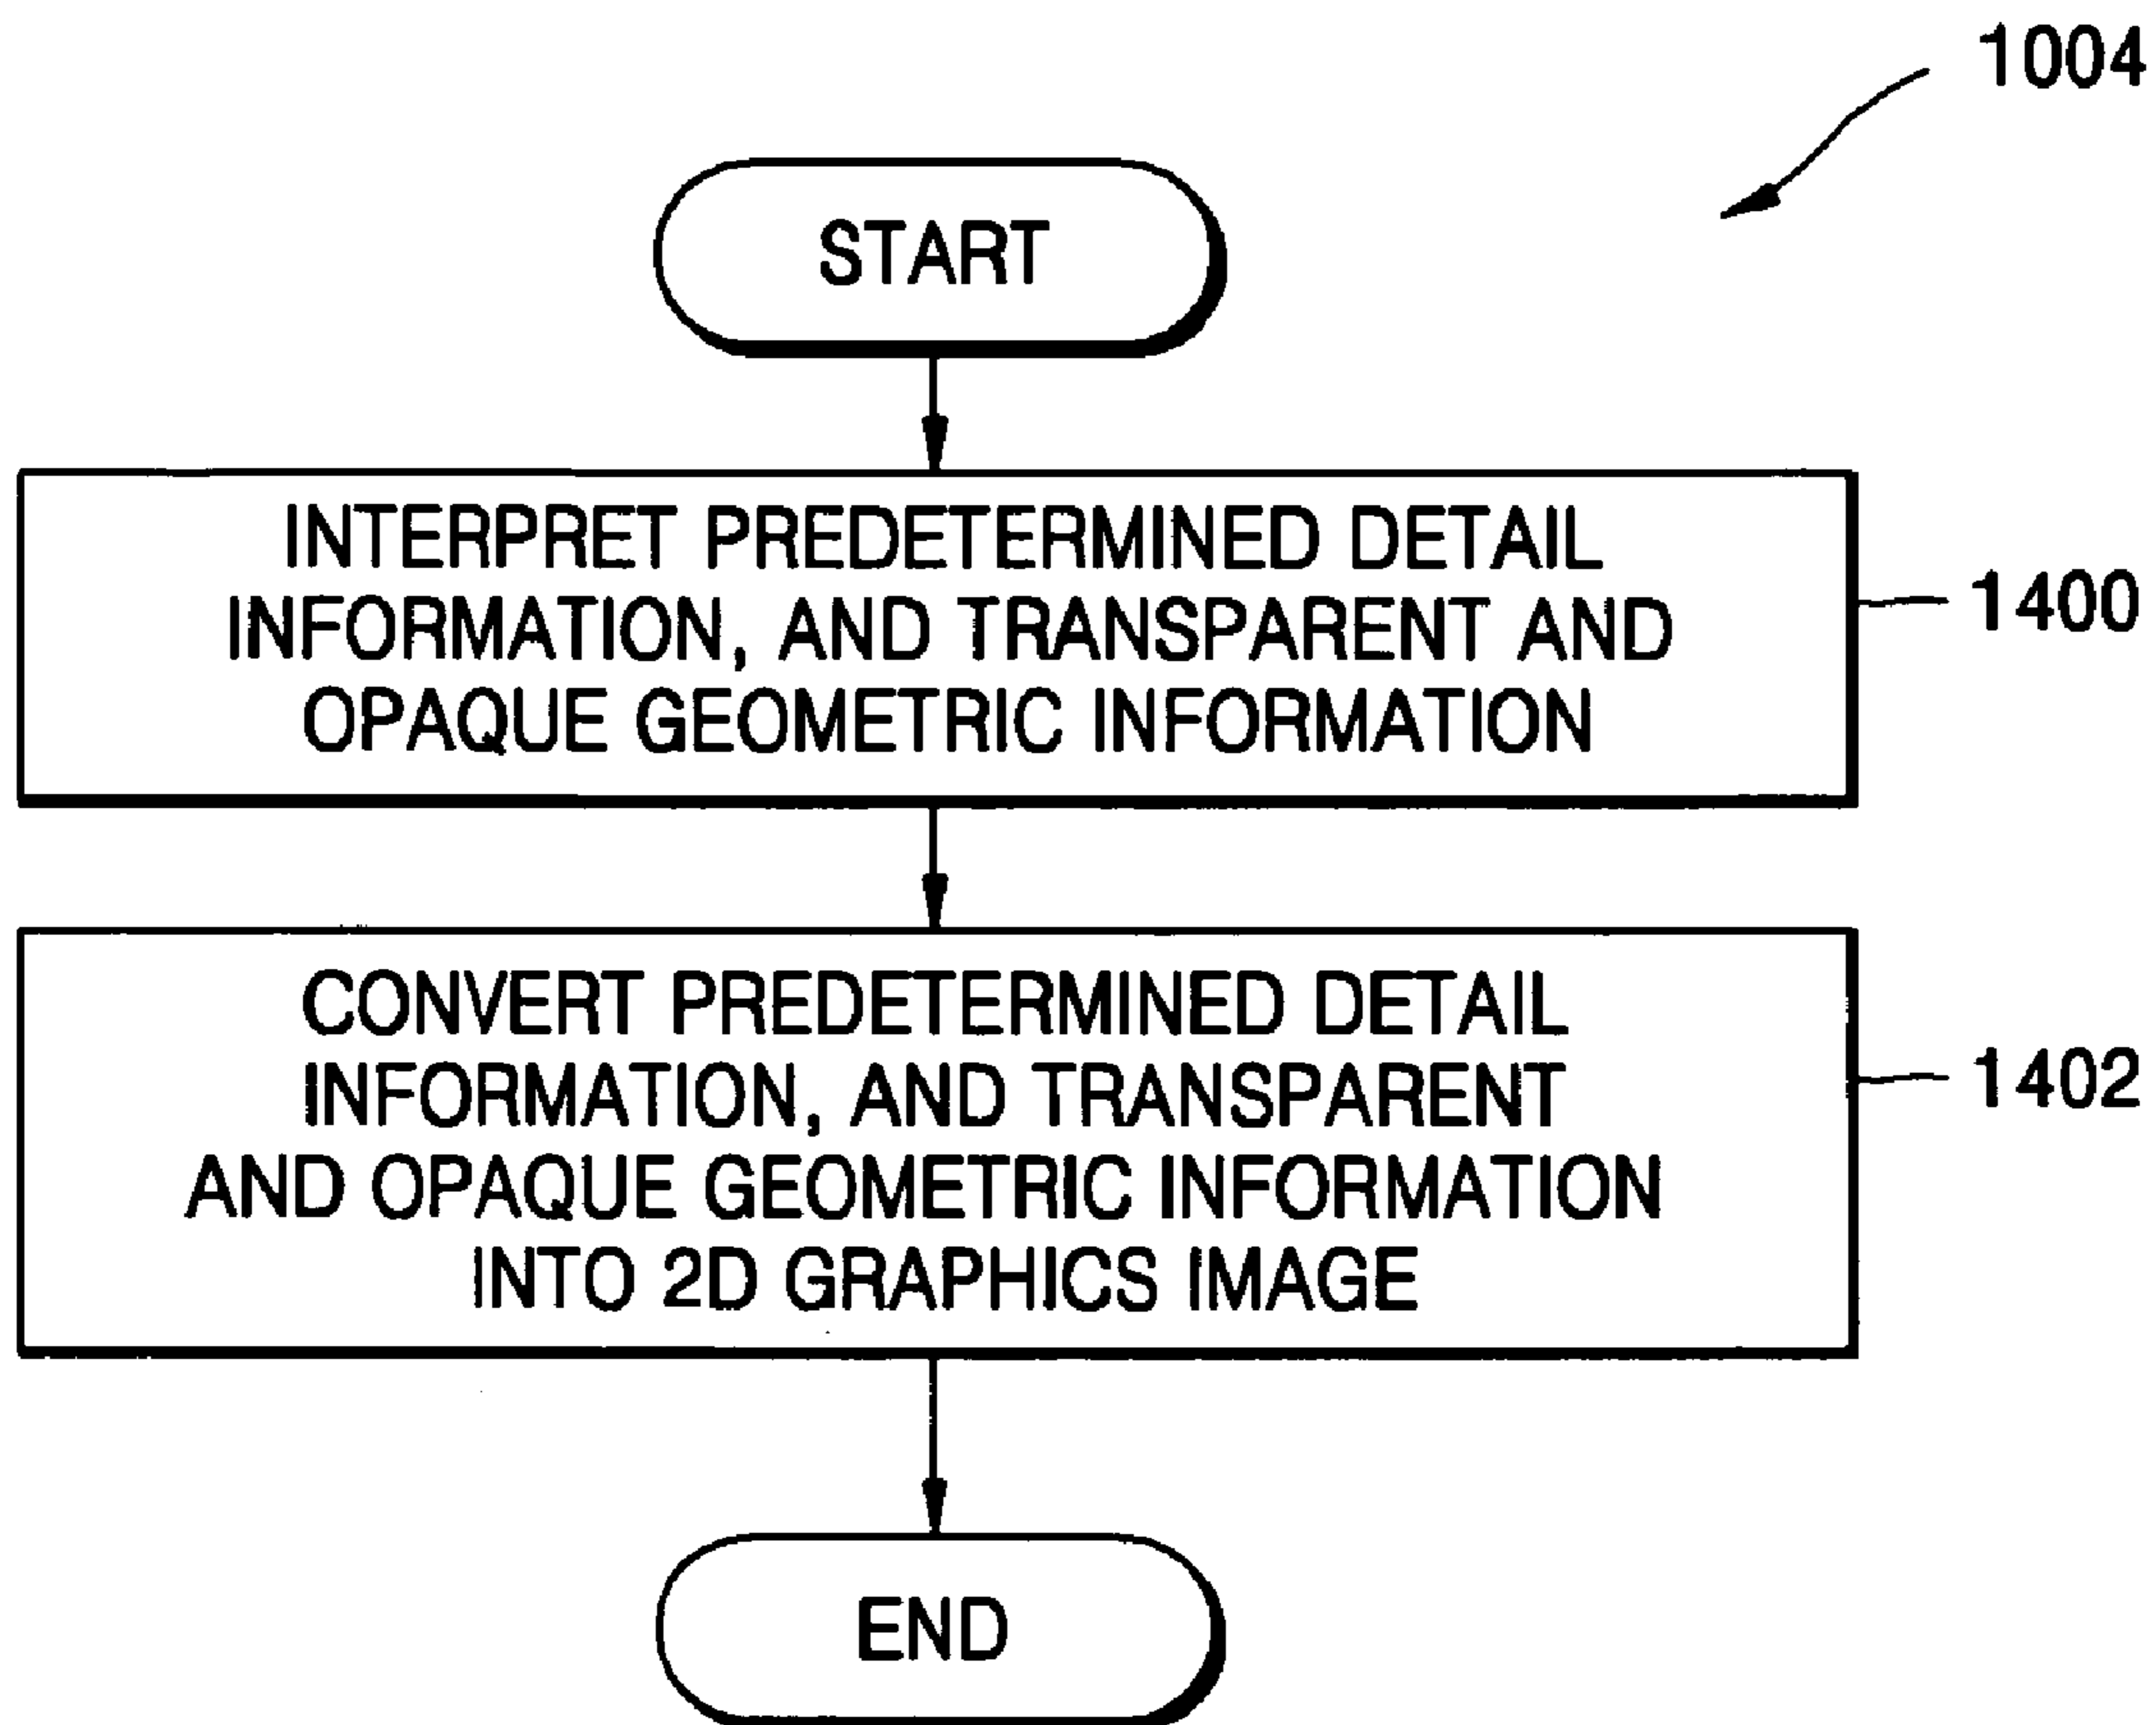 1004
START
INTERPRET PREDETERMINED DETAIL
INFORMATION, AND TRANSPARENT AND
OPAQUE GEOMETRIC INFORMATION
1400
CONVERT PREDETERMINED DETAIL
INFORMATION, AND TRANSPARENT
AND OPAQUE GEOMETRIC INFORMATION
INTO 2D GRAPHICS IMAGE
1402
END